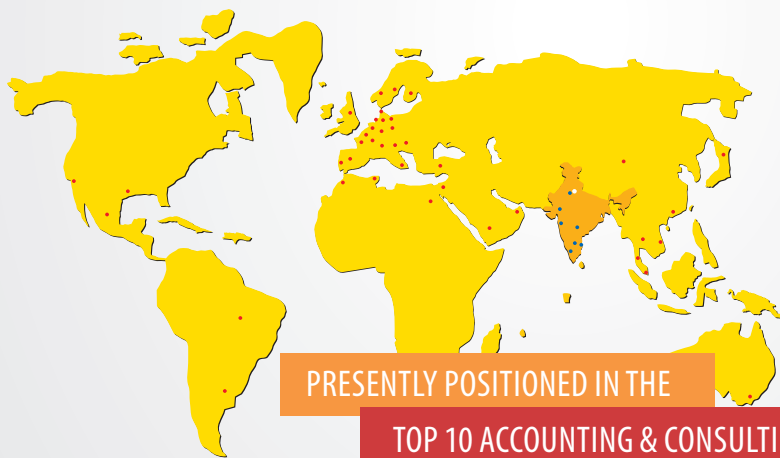 PRESENTLY POSITIONED IN THE
TOP 10 ACCOUNTING & CONSULTI